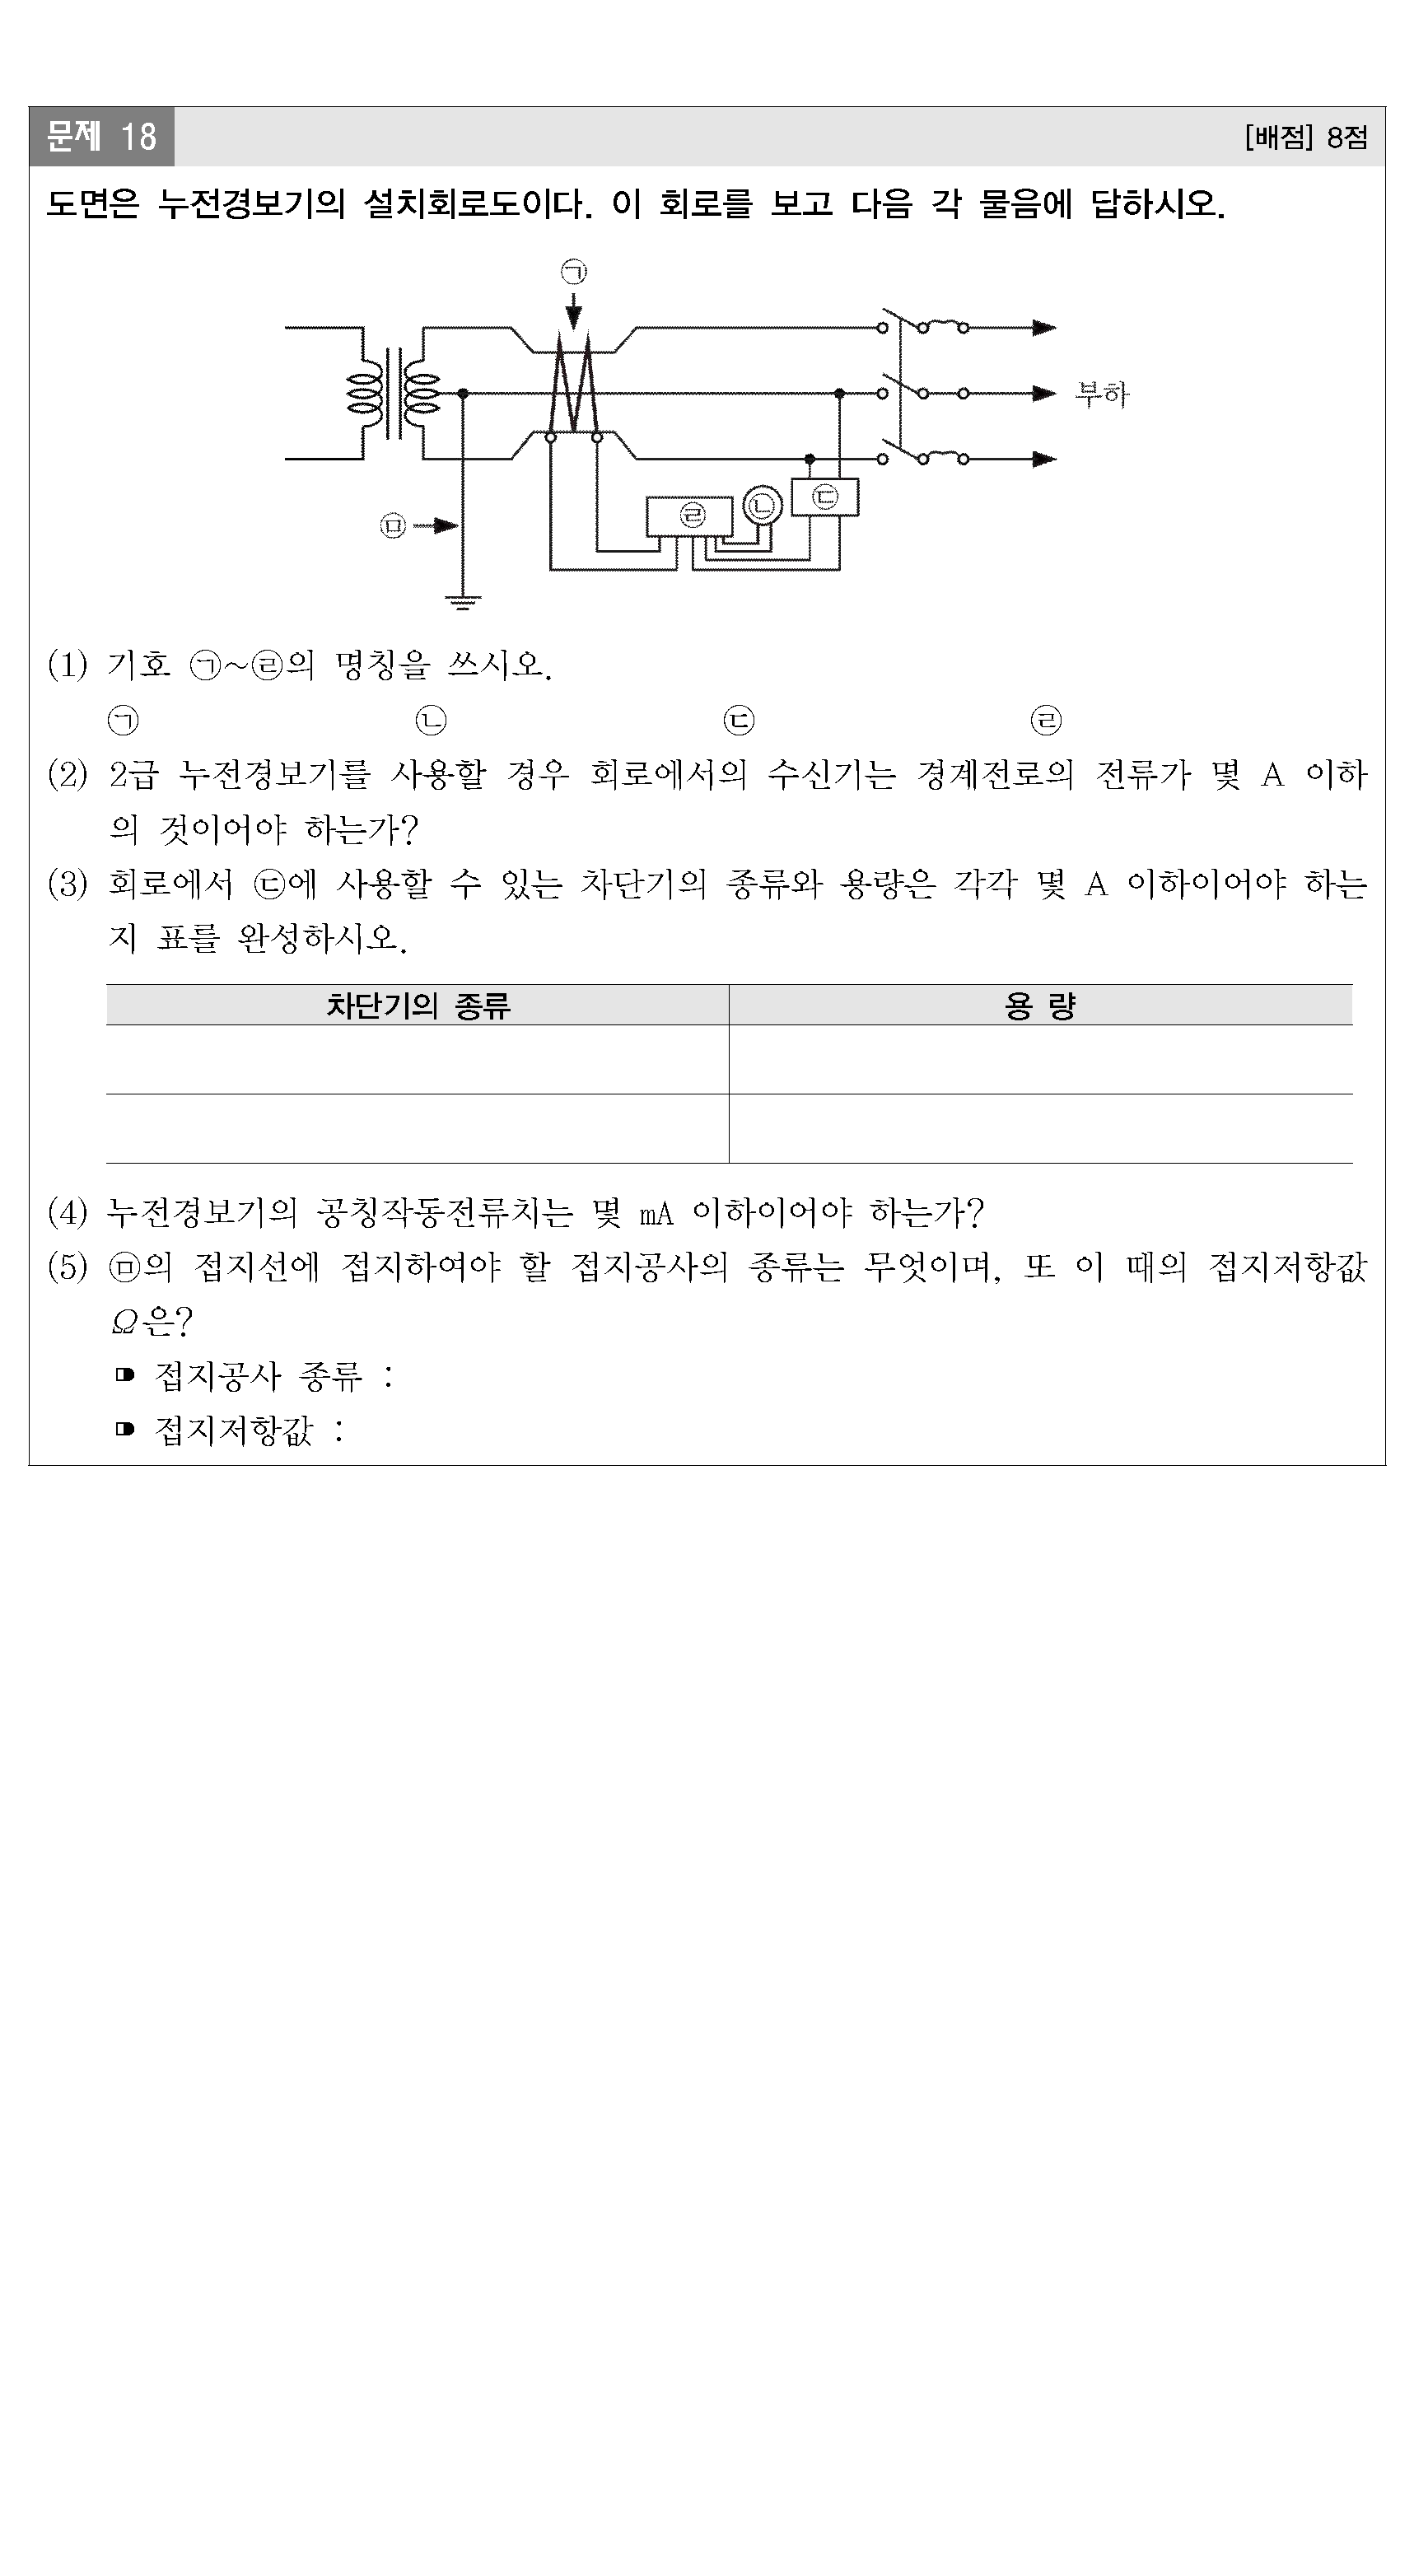 문제 18 [배점] 8점
도면은 누전경보기의 설치회로도이다. 이 회로를 보고 다음 각 물음에 답하시오.
㉠
부하
㉢
㉡
㉣
㉤
(1) 기호 ㉠~㉣의 명칭을 쓰시오.
㉠ ㉡ ㉢ ㉣
(2) 2급 누전경보기를 사용할 경우 회로에서의 수신기는 경계전로의 전류가 몇 A 이하
의 것이어야 하는가?
(3) 회로에서 ㉢에 사용할 수 있는 차단기의 종류와 용량은 각각 몇 A 이하이어야 하는
지 표를 완성하시오.
차단기의 종류 용 량
(4) 누전경보기의 공칭작동전류치는 몇 mA 이하이어야 하는가?
(5) ㉤의 접지선에 접지하여야 할 접지공사의 종류는 무엇이며, 또 이 때의 접지저항값
Ω은?
접지공사 종류 :
접지저항값 :